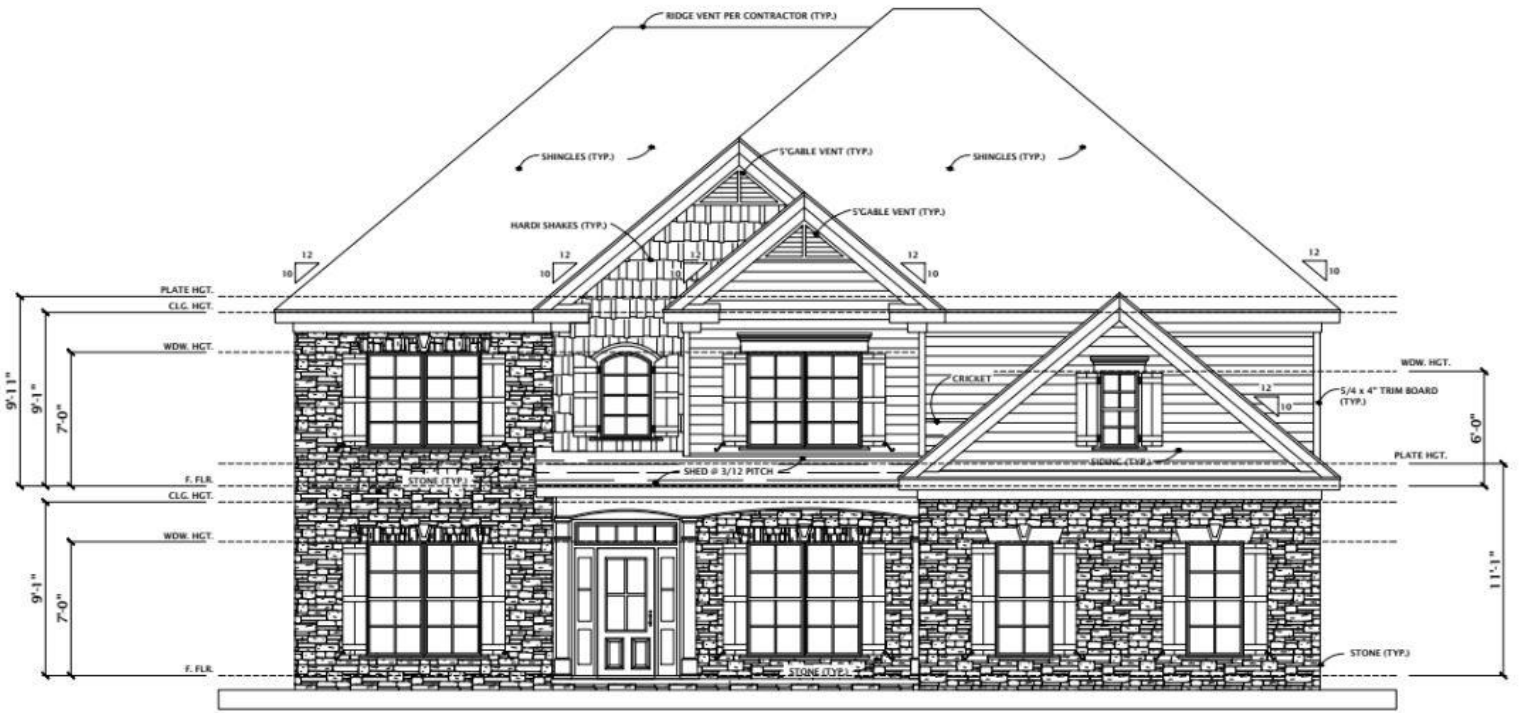 RIDGE VENT PER CONTRACTOR (TYP.)
SHINGLES (TYP.)
5"GABLE VENT (TYP.)
SHINGLES (TYP.)
5"GABLE VENT (TYP.)
HARDI SHAKES (TYP.)
12
10
12
10
12
10
12
10
12
10
PLATE HGT.
CLG. HGT.
WDW. HGT.
WDW. HGT.
9'-11"
9'-1"
7'-0"
CRICKET
12
10
5/4 x 4" TRIM BOARD
(TYP.)
6'-0"
PLATE HGT.
SIDING (TYP.)
SHED @ 3/12 PITCH
STONE (TYP.)
F. FLR.
CLG. HGT.
WDW. HGT.
9'-1"
7'-0"
11'-1"
STONE (TYP.)
STONE (TYP.)
F. FLR.